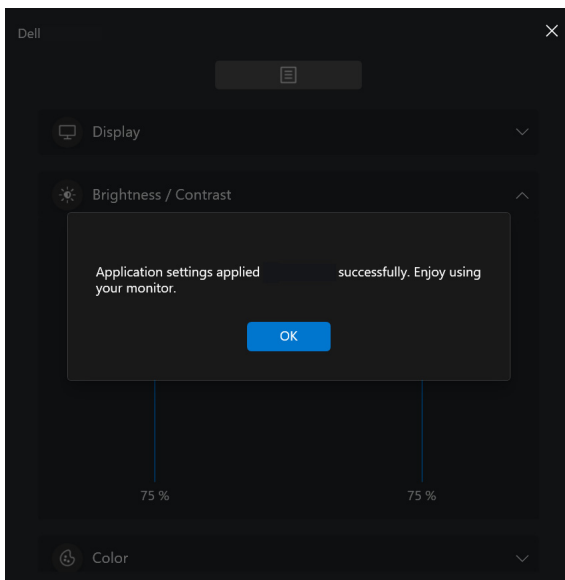 Dell
Display
Brightness / Contrast
Application settings applied successfully. Enjoy using
your monitor.
OK
75 % 75 %
Color